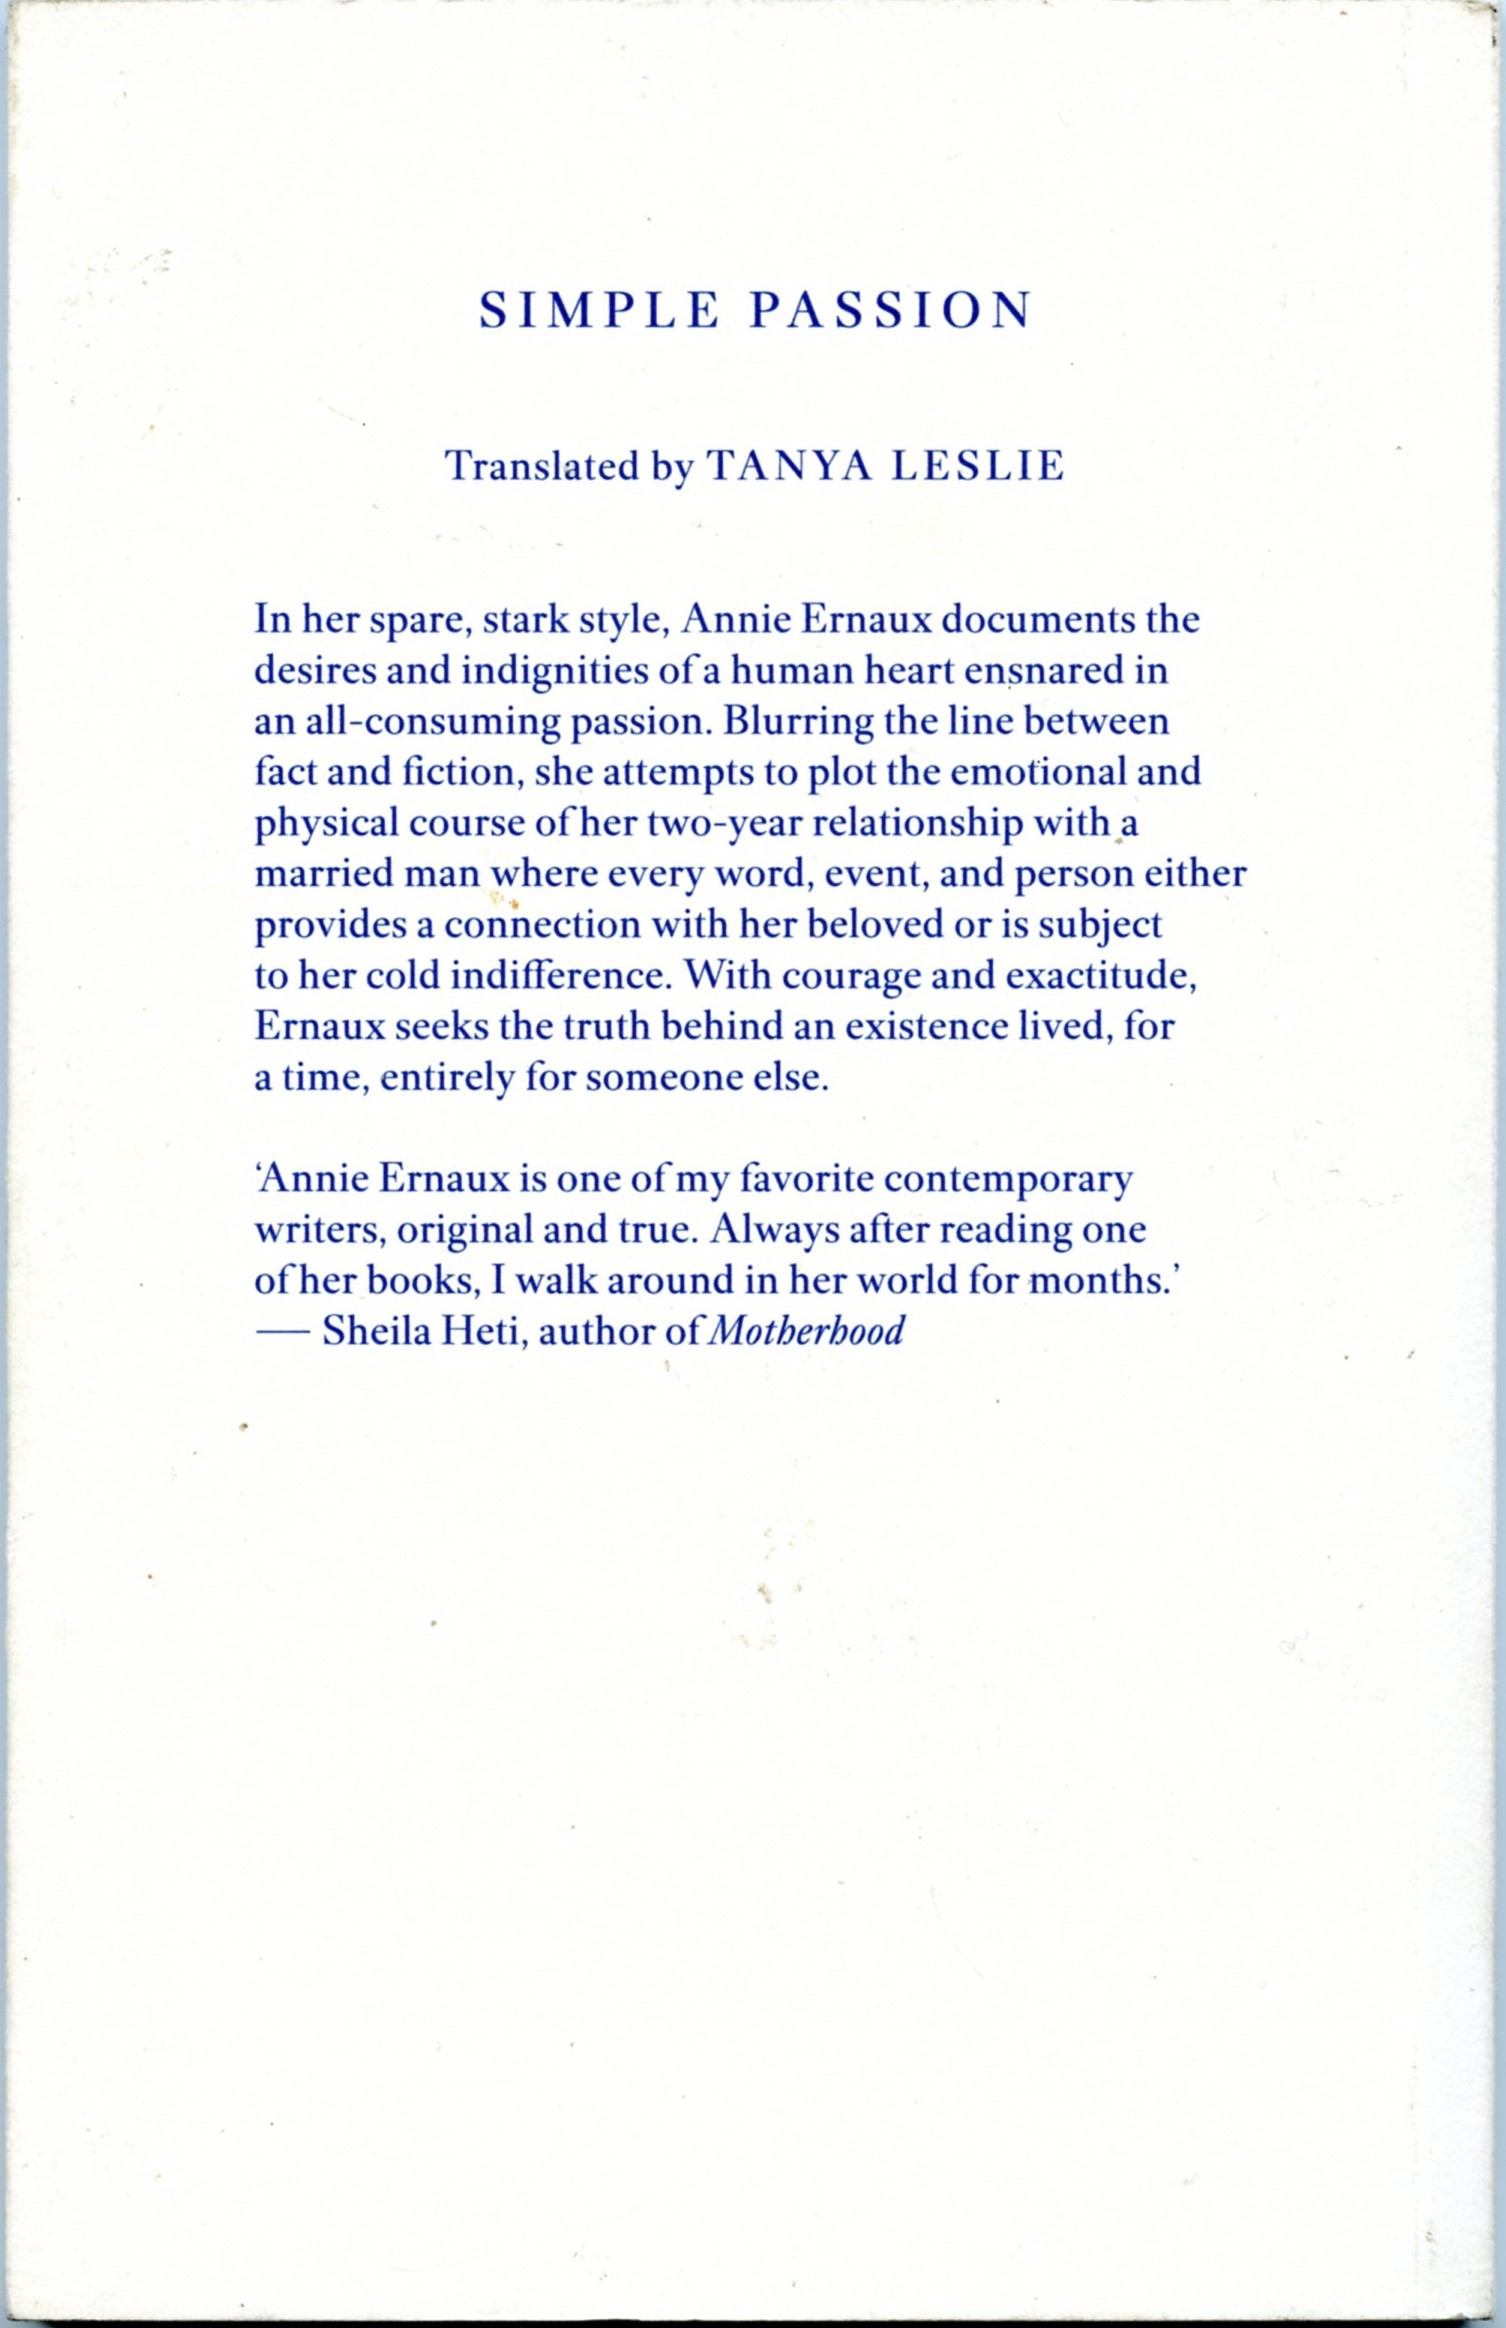 SIMPLE PASSION
Translated by TANYA LESLIE
In her spare, stark style, Annie Ernaux documents the
desires and indignities of a human heart ensnared in
an all-consuming passion. Blurring the line between
fact and fiction, she attempts to plot the emotional and
physical course of her two-year relationship with a
married man where every word, event, and person either
provides a connection with her beloved or is subject
to her cold indifference. With courage and exactitude,
Ernaux seeks the truth behind an existence lived, for
a time, entirely for someone else.
‘Annie Ernaux is one of my favorite contemporary
writers, original and true. Always after reading one
of her books, I walk around in her world for months.’
— Sheila Heti, author of Motherhood